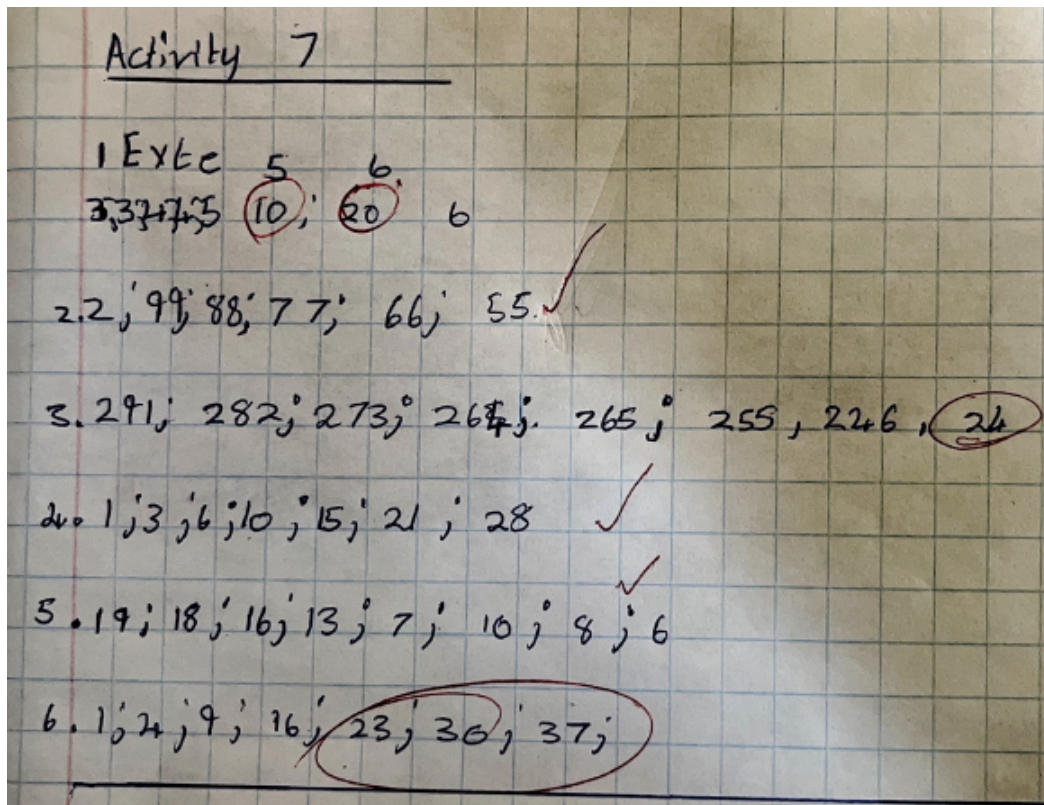 Activity 7
1 Exte 5 6
10; 20 6
2. 2; 99; 88; 77; 66; 55.
3. 291; 282; 273; 264; 265; 255, 246, 24
4. 1; 3; 6; 10; 15; 21; 28
5. 19; 18; 16; 13; 7; 10; 8; 6
6. 1; 4; 9; 16; 23; 30; 37;